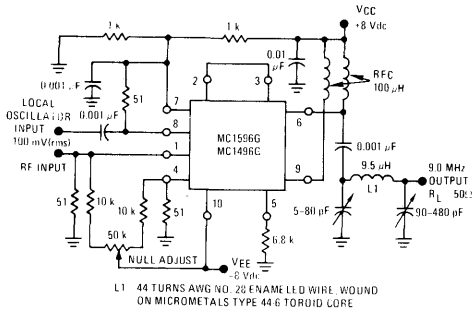 1 k
1 k
VCC
+8 Vdc
0.01
μF
RFC
100 μH
0.001 μF
51
2
3
7
6
LOCAL
OSCILLATOR
INPUT
100 mV(rms)
0.001 μF
8
MC1596G
MC1496C
0.001 μF
RF INPUT
1
9
9.5 μH
L1
9.0 MHz
OUTPUT
RL 50Ω
4
10
5
51
10 k
10 k
51
5-80 pF
90-480 pF
50 k
6.8 k
NULL ADJUST
VEE
-8 Vdc
L1 44 TURNS AWG NO. 28 ENAMELED WIRE, WOUND
ON MICROMETALS TYPE 44-6 TOROID CORE